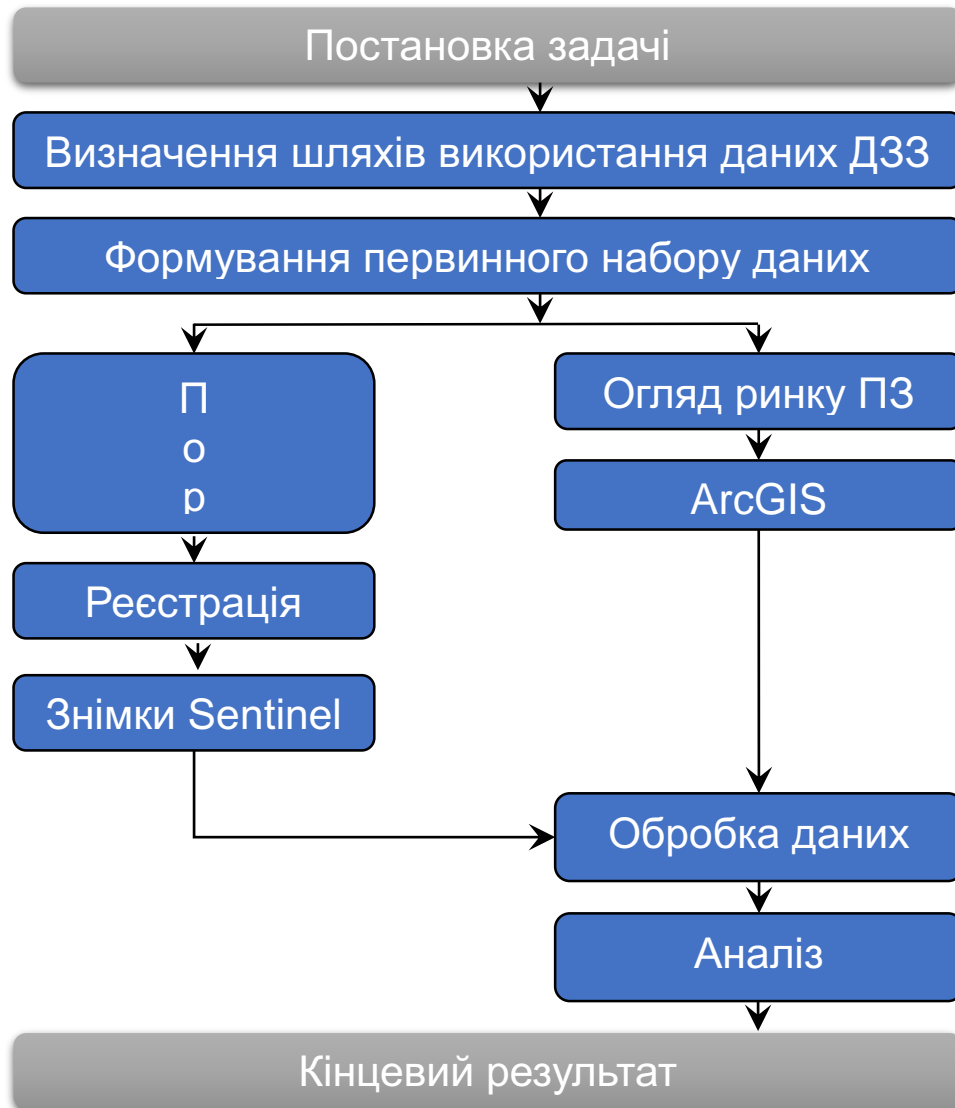 Постановка задачі
Визначення шляхів використання даних ДЗЗ
Формування первинного набору даних
П
о
р
Реєстрація
Знімки Sentinel
Огляд ринку ПЗ
ArcGIS
Обробка даних
Аналіз
Кінцевий результат